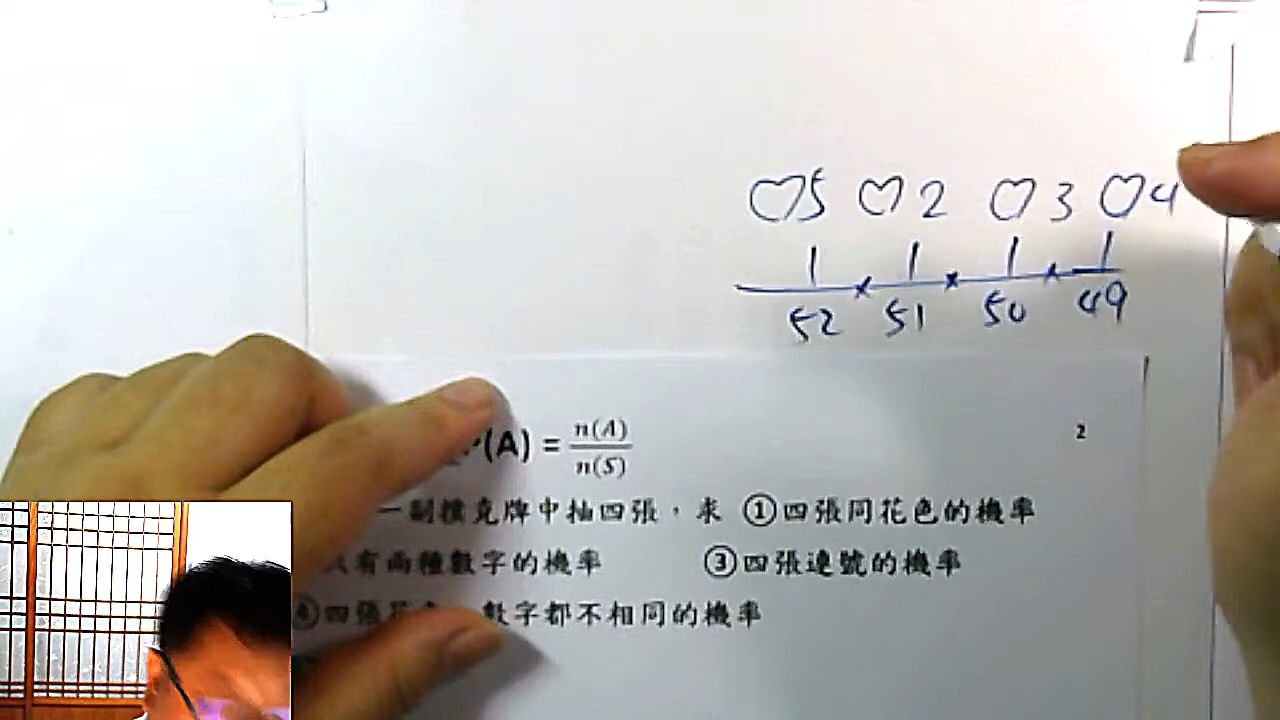 ♡5 ♡2 ♡3 ♡4
1/52 × 1/51 × 1/50 × 1/49
P(A) = n(A)/n(S)
2
一副撲克牌中抽四張，求 ①四張同花色的機率
只有兩種數字的機率 ③四張連號的機率
④四張花 數字都不相同的機率